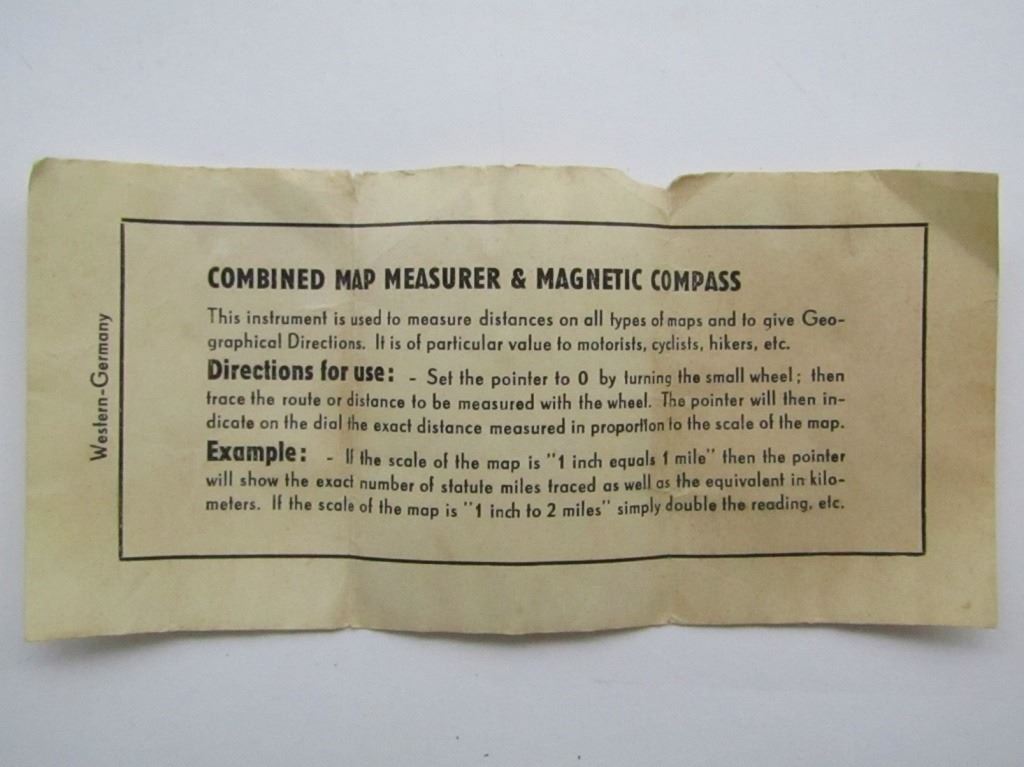 COMBINED MAP MEASURER & MAGNETIC COMPASS
This instrument is used to measure distances on all types of maps and to give Geo-
graphical Directions. It is of particular value to motorists, cyclists, hikers, etc.
Directions for use: - Set the pointer to 0 by turning the small wheel; then
trace the route or distance to be measured with the wheel. The pointer will then in-
dicate on the dial the exact distance measured in proportion to the scale of the map.
Example: - If the scale of the map is "1 inch equals 1 mile" then the pointer
will show the exact number of statute miles traced as well as the equivalent in kilo-
meters. If the scale of the map is "1 inch to 2 miles" simply double the reading, etc.
Western-Germany